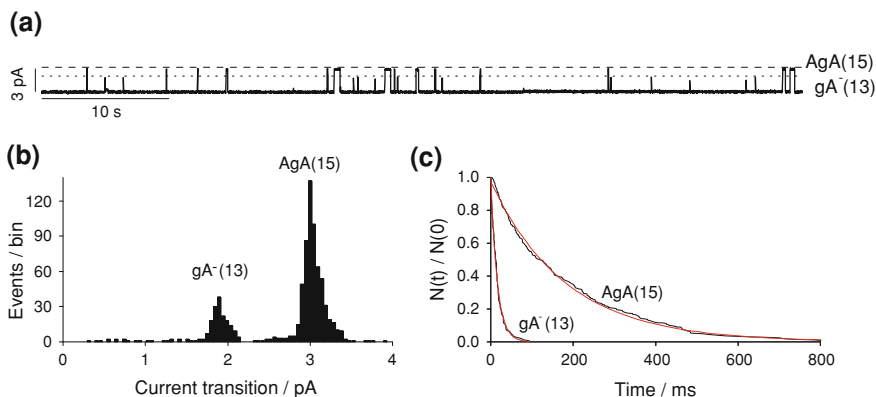 (a)
3 pA
AgA(15)
gA⁻(13)
10 s
(b)
Events / bin
120
90
60
30
0
AgA(15)
gA⁻(13)
0 1 2 3 4
Current transition / pA
(c)
N(t) / N(0)
1.0
0.8
0.6
0.4
0.2
0.0
AgA(15)
gA⁻(13)
0 200 400 600 800
Time / ms